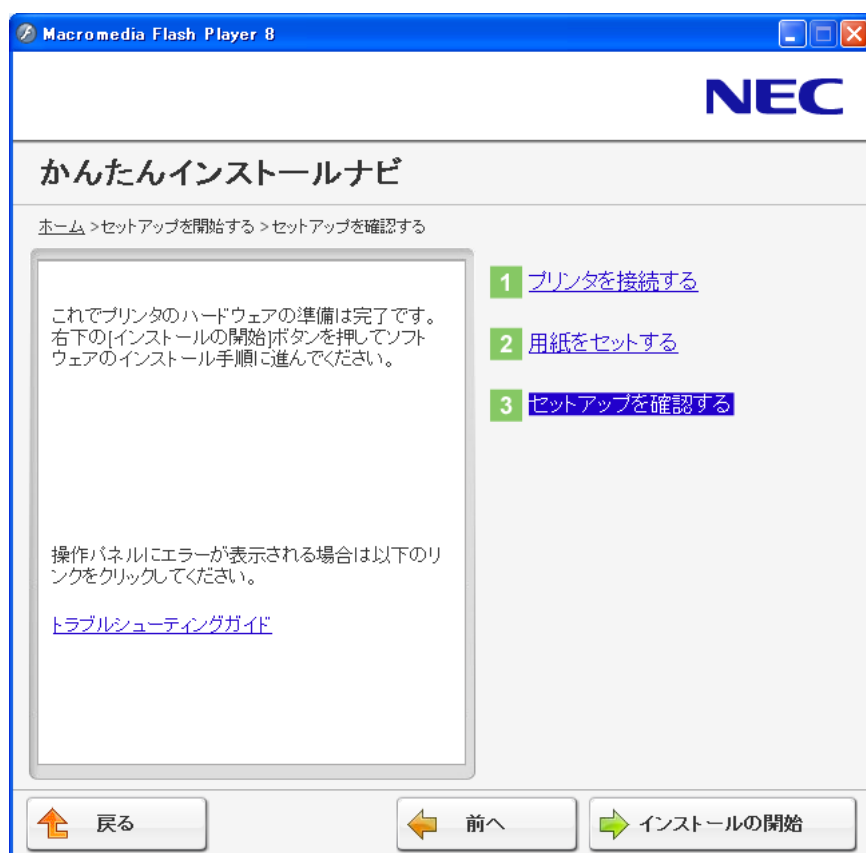 Macromedia Flash Player 8
NEC
かんたんインストールナビ
ホーム >セットアップを開始する >セットアップを確認する
これでプリンタのハードウェアの準備は完了です。
右下の[インストールの開始]ボタンを押してソフト
ウェアのインストール手順に進んでください。
操作パネルにエラーが表示される場合は以下のリ
ンクをクリックしてください。
トラブルシューティングガイド
1 プリンタを接続する
2 用紙をセットする
3 セットアップを確認する
戻る
前へ
インストールの開始